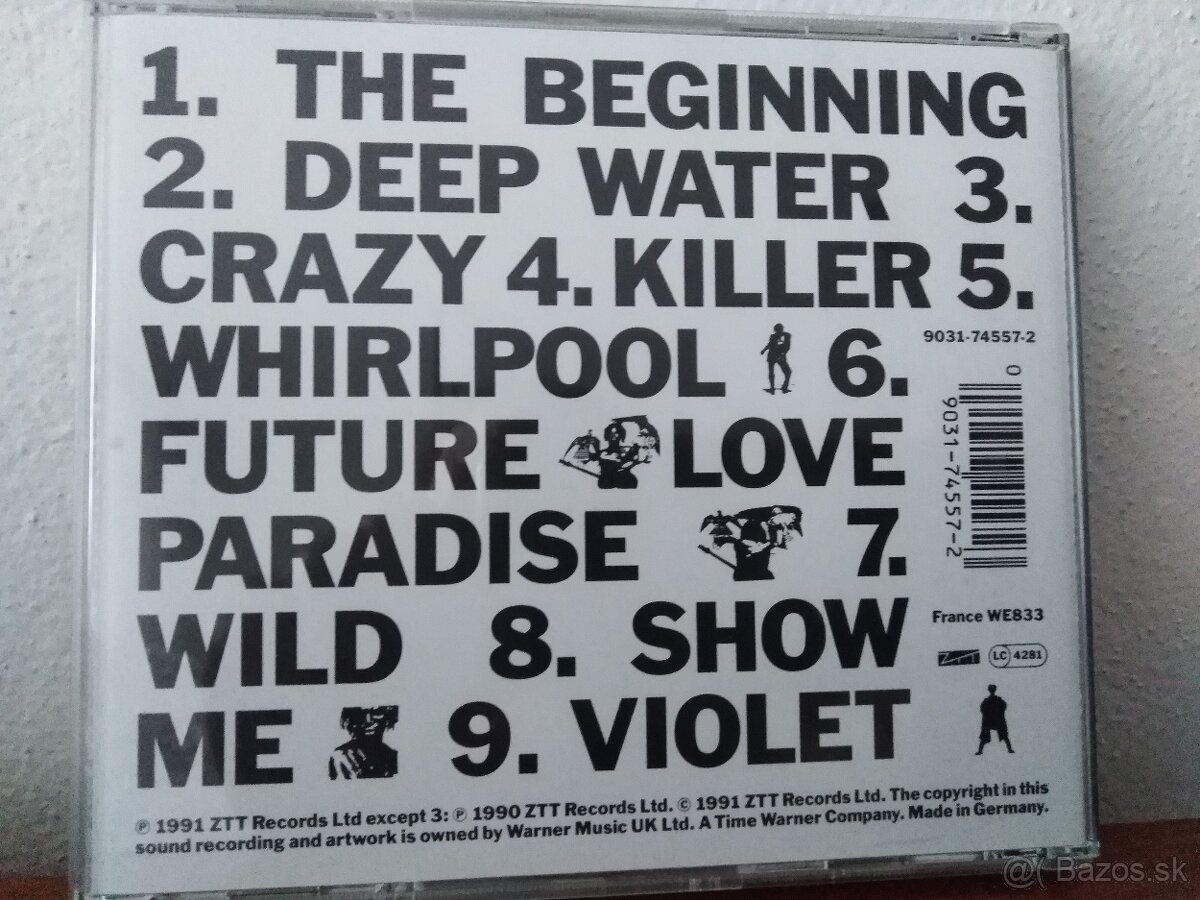 1. THE BEGINNING
2. DEEP WATER 3.
CRAZY 4. KILLER 5.
WHIRLPOOL 6.
FUTURE LOVE
PARADISE 7.
WILD 8. SHOW
ME 9. VIOLET
9031-74557-2
0
9031-74557-2
France WE833
ZTT
LC 4281
℗ 1991 ZTT Records Ltd except 3: ℗ 1990 ZTT Records Ltd. © 1991 ZTT Records Ltd. The copyright in this
sound recording and artwork is owned by Warner Music UK Ltd. A Time Warner Company. Made in Germany.
@( Bazos.sk